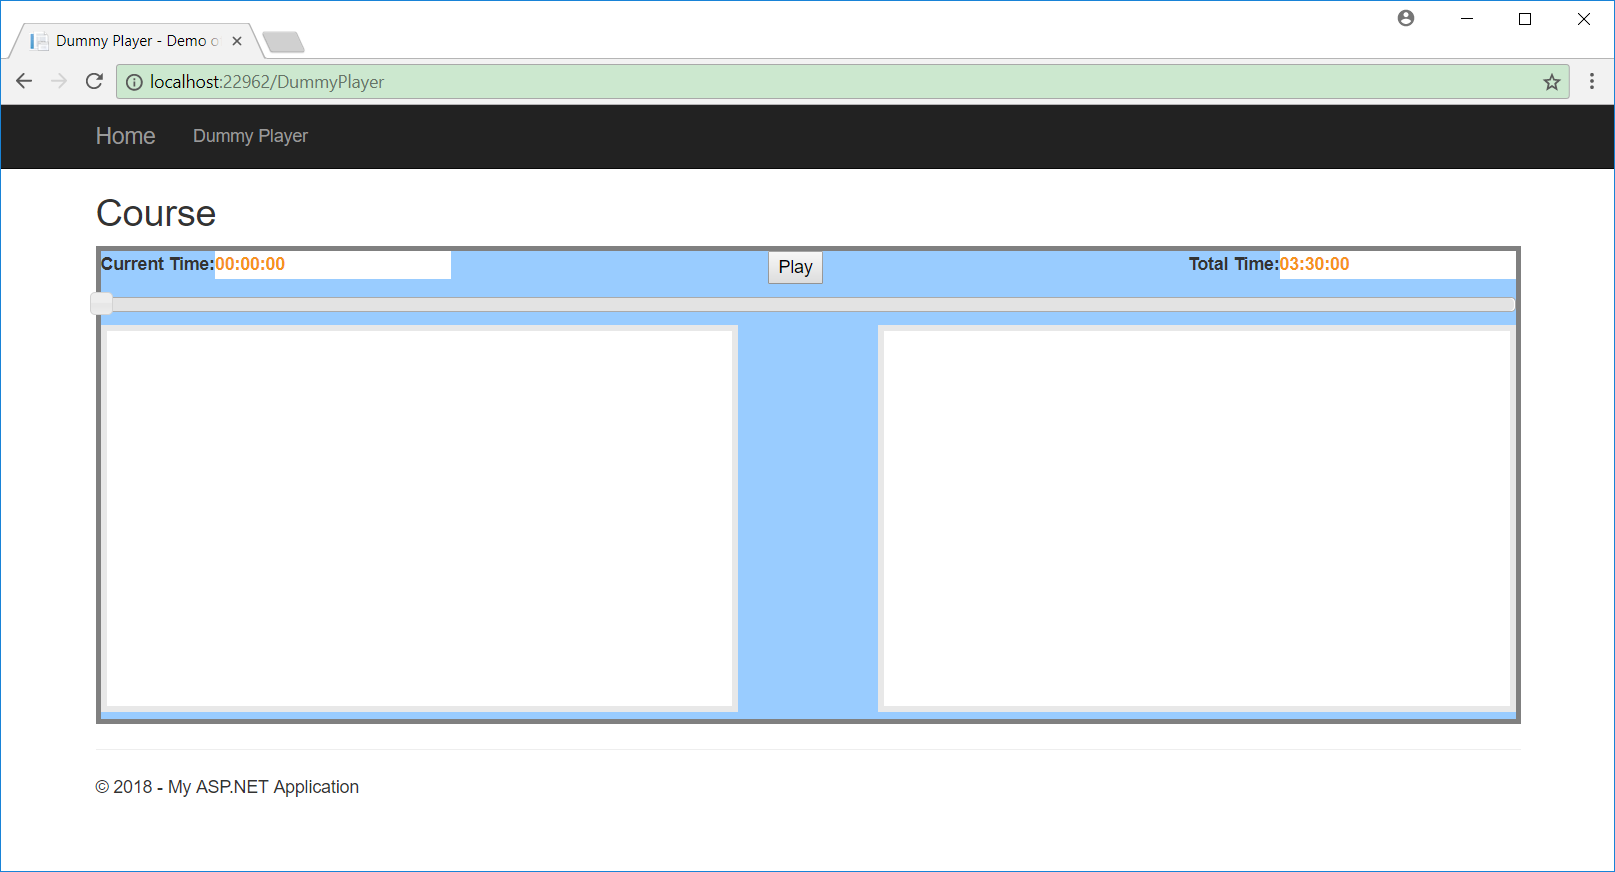 Dummy Player - Demo o
localhost:22962/DummyPlayer
Home Dummy Player
Course
Current Time:00:00:00 Play Total Time:03:30:00
© 2018 - My ASP.NET Application